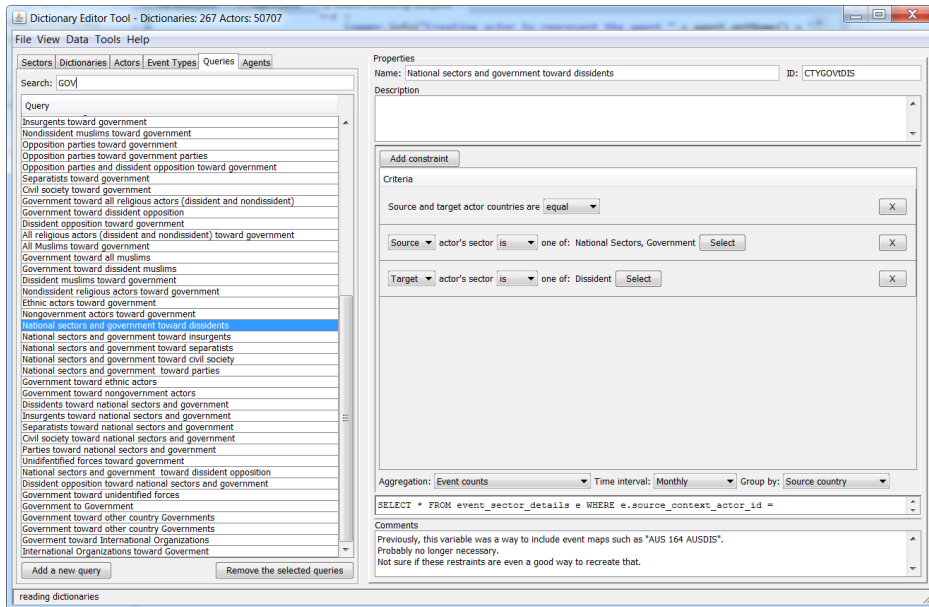 Dictionary Editor Tool - Dictionaries: 267 Actors: 50707
File View Data Tools Help
Sectors Dictionaries Actors Event Types Queries Agents
Search: GOV
Query
Insurgents toward government
Nondissident muslims toward government
Opposition parties toward government
Opposition parties toward government parties
Opposition parties and dissident opposition toward government
Separatists toward government
Civil society toward government
Government toward all religious actors (dissident and nondissident)
Government toward dissident opposition
Dissident opposition toward government
All religious actors (dissident and nondissident) toward government
All Muslims toward government
Government toward all muslims
Government toward dissident muslims
Dissident muslims toward government
Nondissident religious actors toward government
Ethnic actors toward government
Nongovernment actors toward government
National sectors and government toward dissidents
National sectors and government toward insurgents
National sectors and government toward separatists
National sectors and government toward civil society
National sectors and government  toward parties
Government toward ethnic actors
Government toward nongovernment actors
Dissidents toward national sectors and government
Insurgents toward national sectors and government
Separatists toward national sectors and government
Civil society toward national sectors and government
Parties toward national sectors and government
Unidifentified forces toward government
National sectors and government  toward dissident opposition
Dissident opposition toward national sectors and government
Government toward unidentified forces
Government to Government
Government toward other country Governments
Government toward other country Governments
Goverment toward International Organizations
International Organizations toward Goverment
Add a new query Remove the selected queries
Properties
Name: National sectors and government toward dissidents ID: CTYGOVtDIS
Description
Add constraint
Criteria
Source and target actor countries are equal X
Source actor's sector is one of: National Sectors, Government Select X
Target actor's sector is one of: Dissident Select X
Aggregation: Event counts Time interval: Monthly Group by: Source country
SELECT * FROM event_sector_details e WHERE e.source_context_actor_id =
Comments
Previously, this variable was a way to include event maps such as "AUS 164 AUSDIS".
Probably no longer necessary.
Not sure if these restraints are even a good way to recreate that.
reading dictionaries